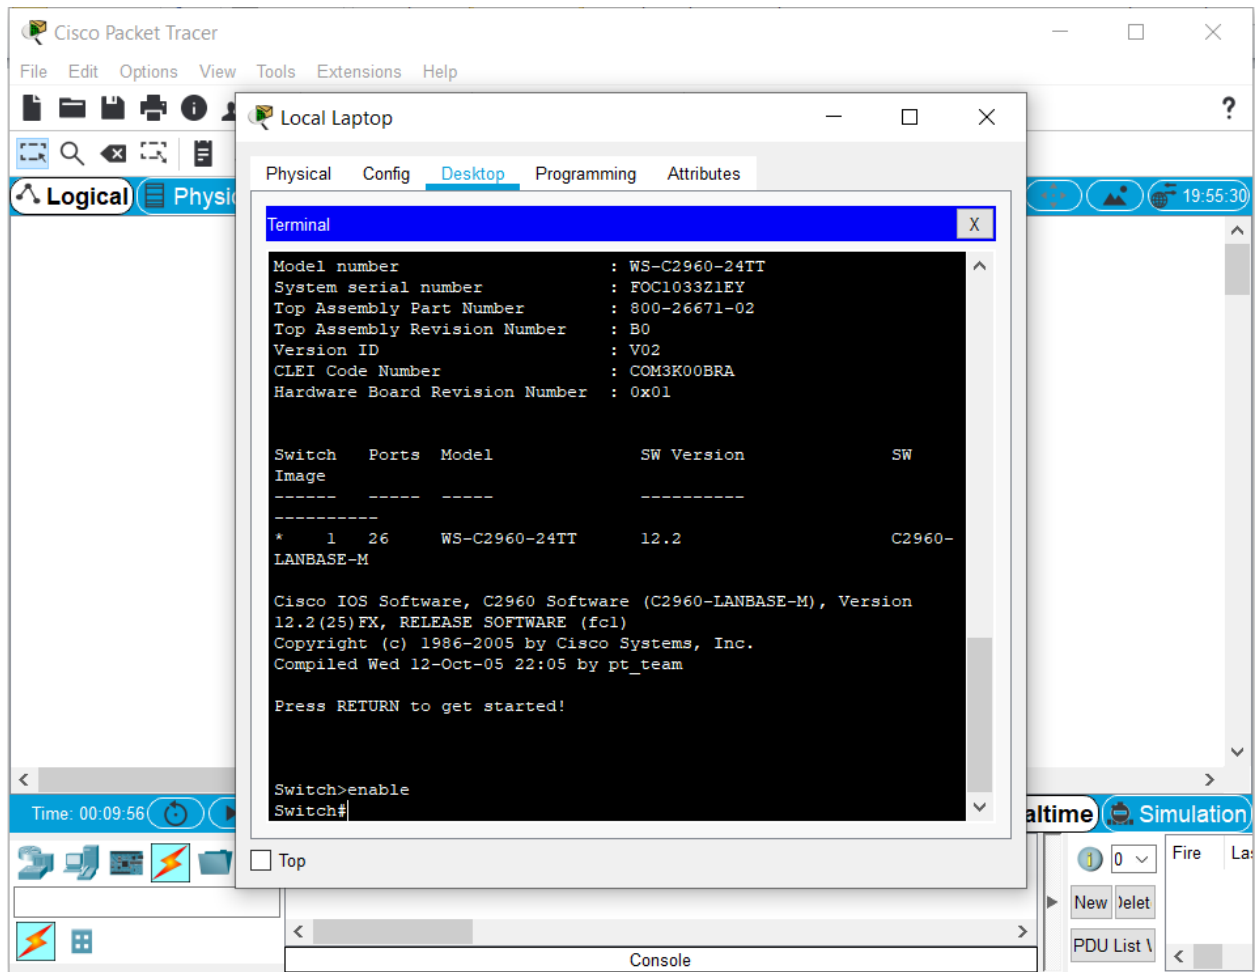 Cisco Packet Tracer
File Edit Options View Tools Extensions Help
?
Local Laptop
Physical Config Desktop Programming Attributes
Logical
19:55:30
Terminal
X
Model number : WS-C2960-24TT
System serial number : FOC1033Z1EY
Top Assembly Part Number : 800-26671-02
Top Assembly Revision Number : B0
Version ID : V02
CLEI Code Number : COM3K00BRA
Hardware Board Revision Number : 0x01
Switch Ports Model SW Version SW
Image
------ ----- ----- ----------
----------
* 1 26 WS-C2960-24TT 12.2 C2960-
LANBASE-M
Cisco IOS Software, C2960 Software (C2960-LANBASE-M), Version
12.2(25)FX, RELEASE SOFTWARE (fc1)
Copyright (c) 1986-2005 by Cisco Systems, Inc.
Compiled Wed 12-Oct-05 22:05 by pt_team
Press RETURN to get started!
Switch>enable
Switch#
Time: 00:09:56
altime
Simulation
Top
0
Fire
New
PDU List
Console